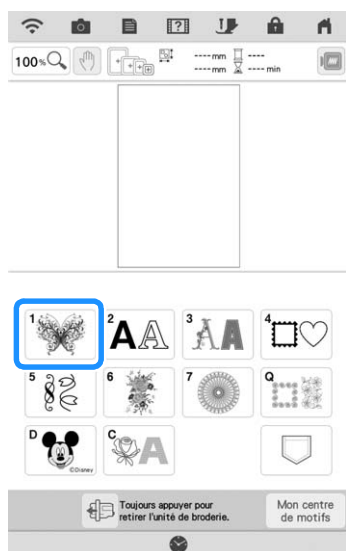 ?
100%
---- mm ----
---- mm ---- min
1
2 A A
3 A A
4
5
6
7
Q
D
©Disney
C A
Toujours appuyer pour
retirer l'unité de broderie.
Mon centre
de motifs